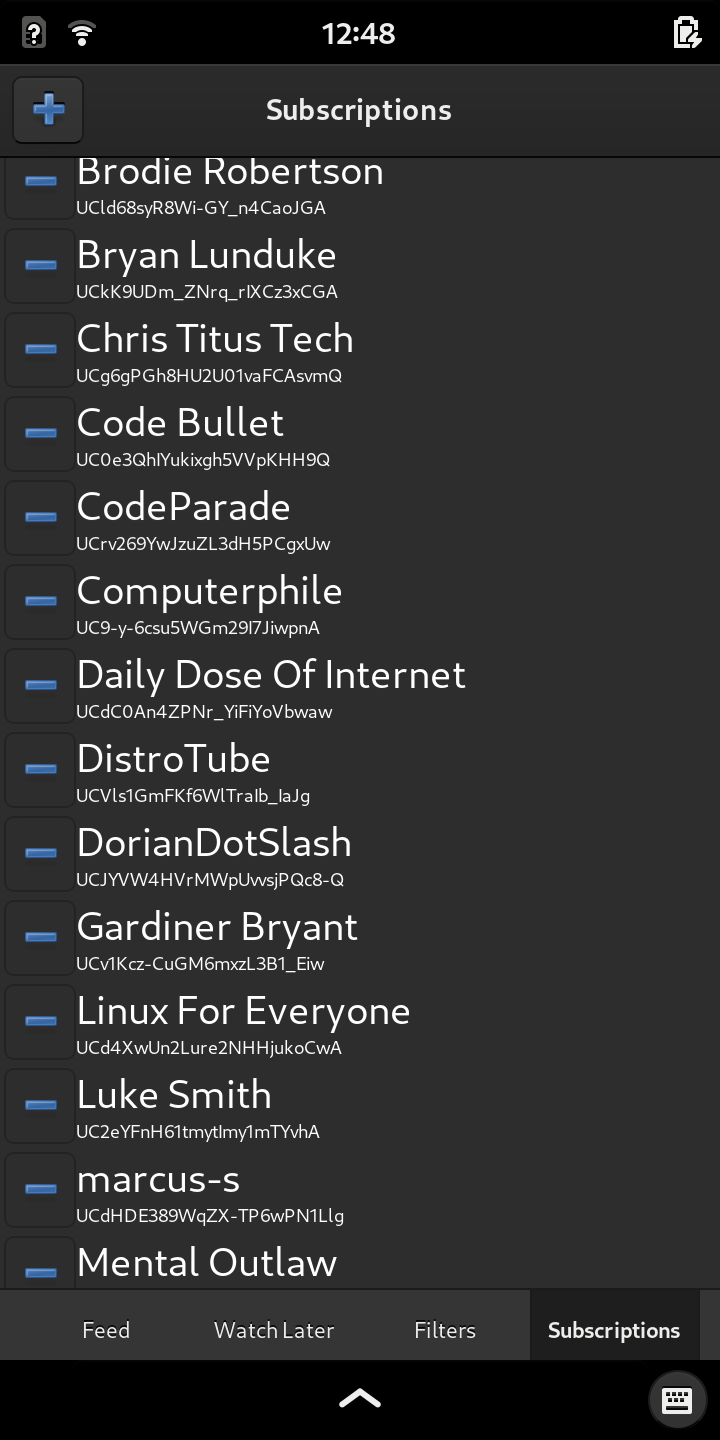 12:48
Subscriptions
Brodie Robertson
UCld68syR8Wi-GY_n4CaoJGA
Bryan Lunduke
UCkK9UDm_ZNrq_rIXCz3xCGA
Chris Titus Tech
UCg6gPGh8HU2U01vaFCAsvmQ
Code Bullet
UC0e3QhIYukixgh5VVpKHH9Q
CodeParade
UCrv269YwJzuZL3dH5PCgxUw
Computerphile
UC9-y-6csu5WGm29I7JiwpnA
Daily Dose Of Internet
UCdC0An4ZPNr_YiFiYoVbwaw
DistroTube
UCVls1GmFKf6WlTraIb_IaJg
DorianDotSlash
UCJYVW4HVrMWpUvvsjPQc8-Q
Gardiner Bryant
UCv1Kcz-CuGM6mxzL3B1_Eiw
Linux For Everyone
UCd4XwUn2Lure2NHHjukoCwA
Luke Smith
UC2eYFnH61tmytImy1mTYvhA
marcus-s
UCdHDE389WqZX-TP6wPN1Llg
Mental Outlaw
Feed
Watch Later
Filters
Subscriptions